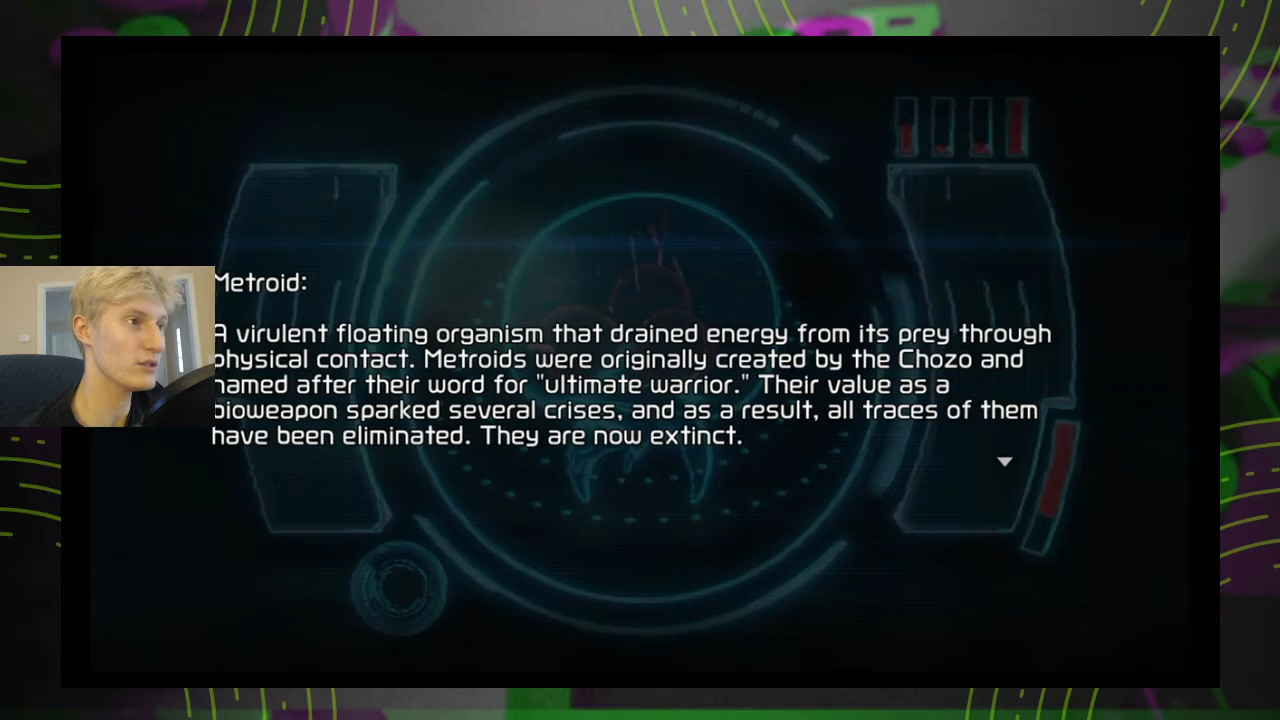 Metroid:
A virulent floating organism that drained energy from its prey through
physical contact. Metroids were originally created by the Chozo and
named after their word for "ultimate warrior." Their value as a
bioweapon sparked several crises, and as a result, all traces of them
have been eliminated. They are now extinct.